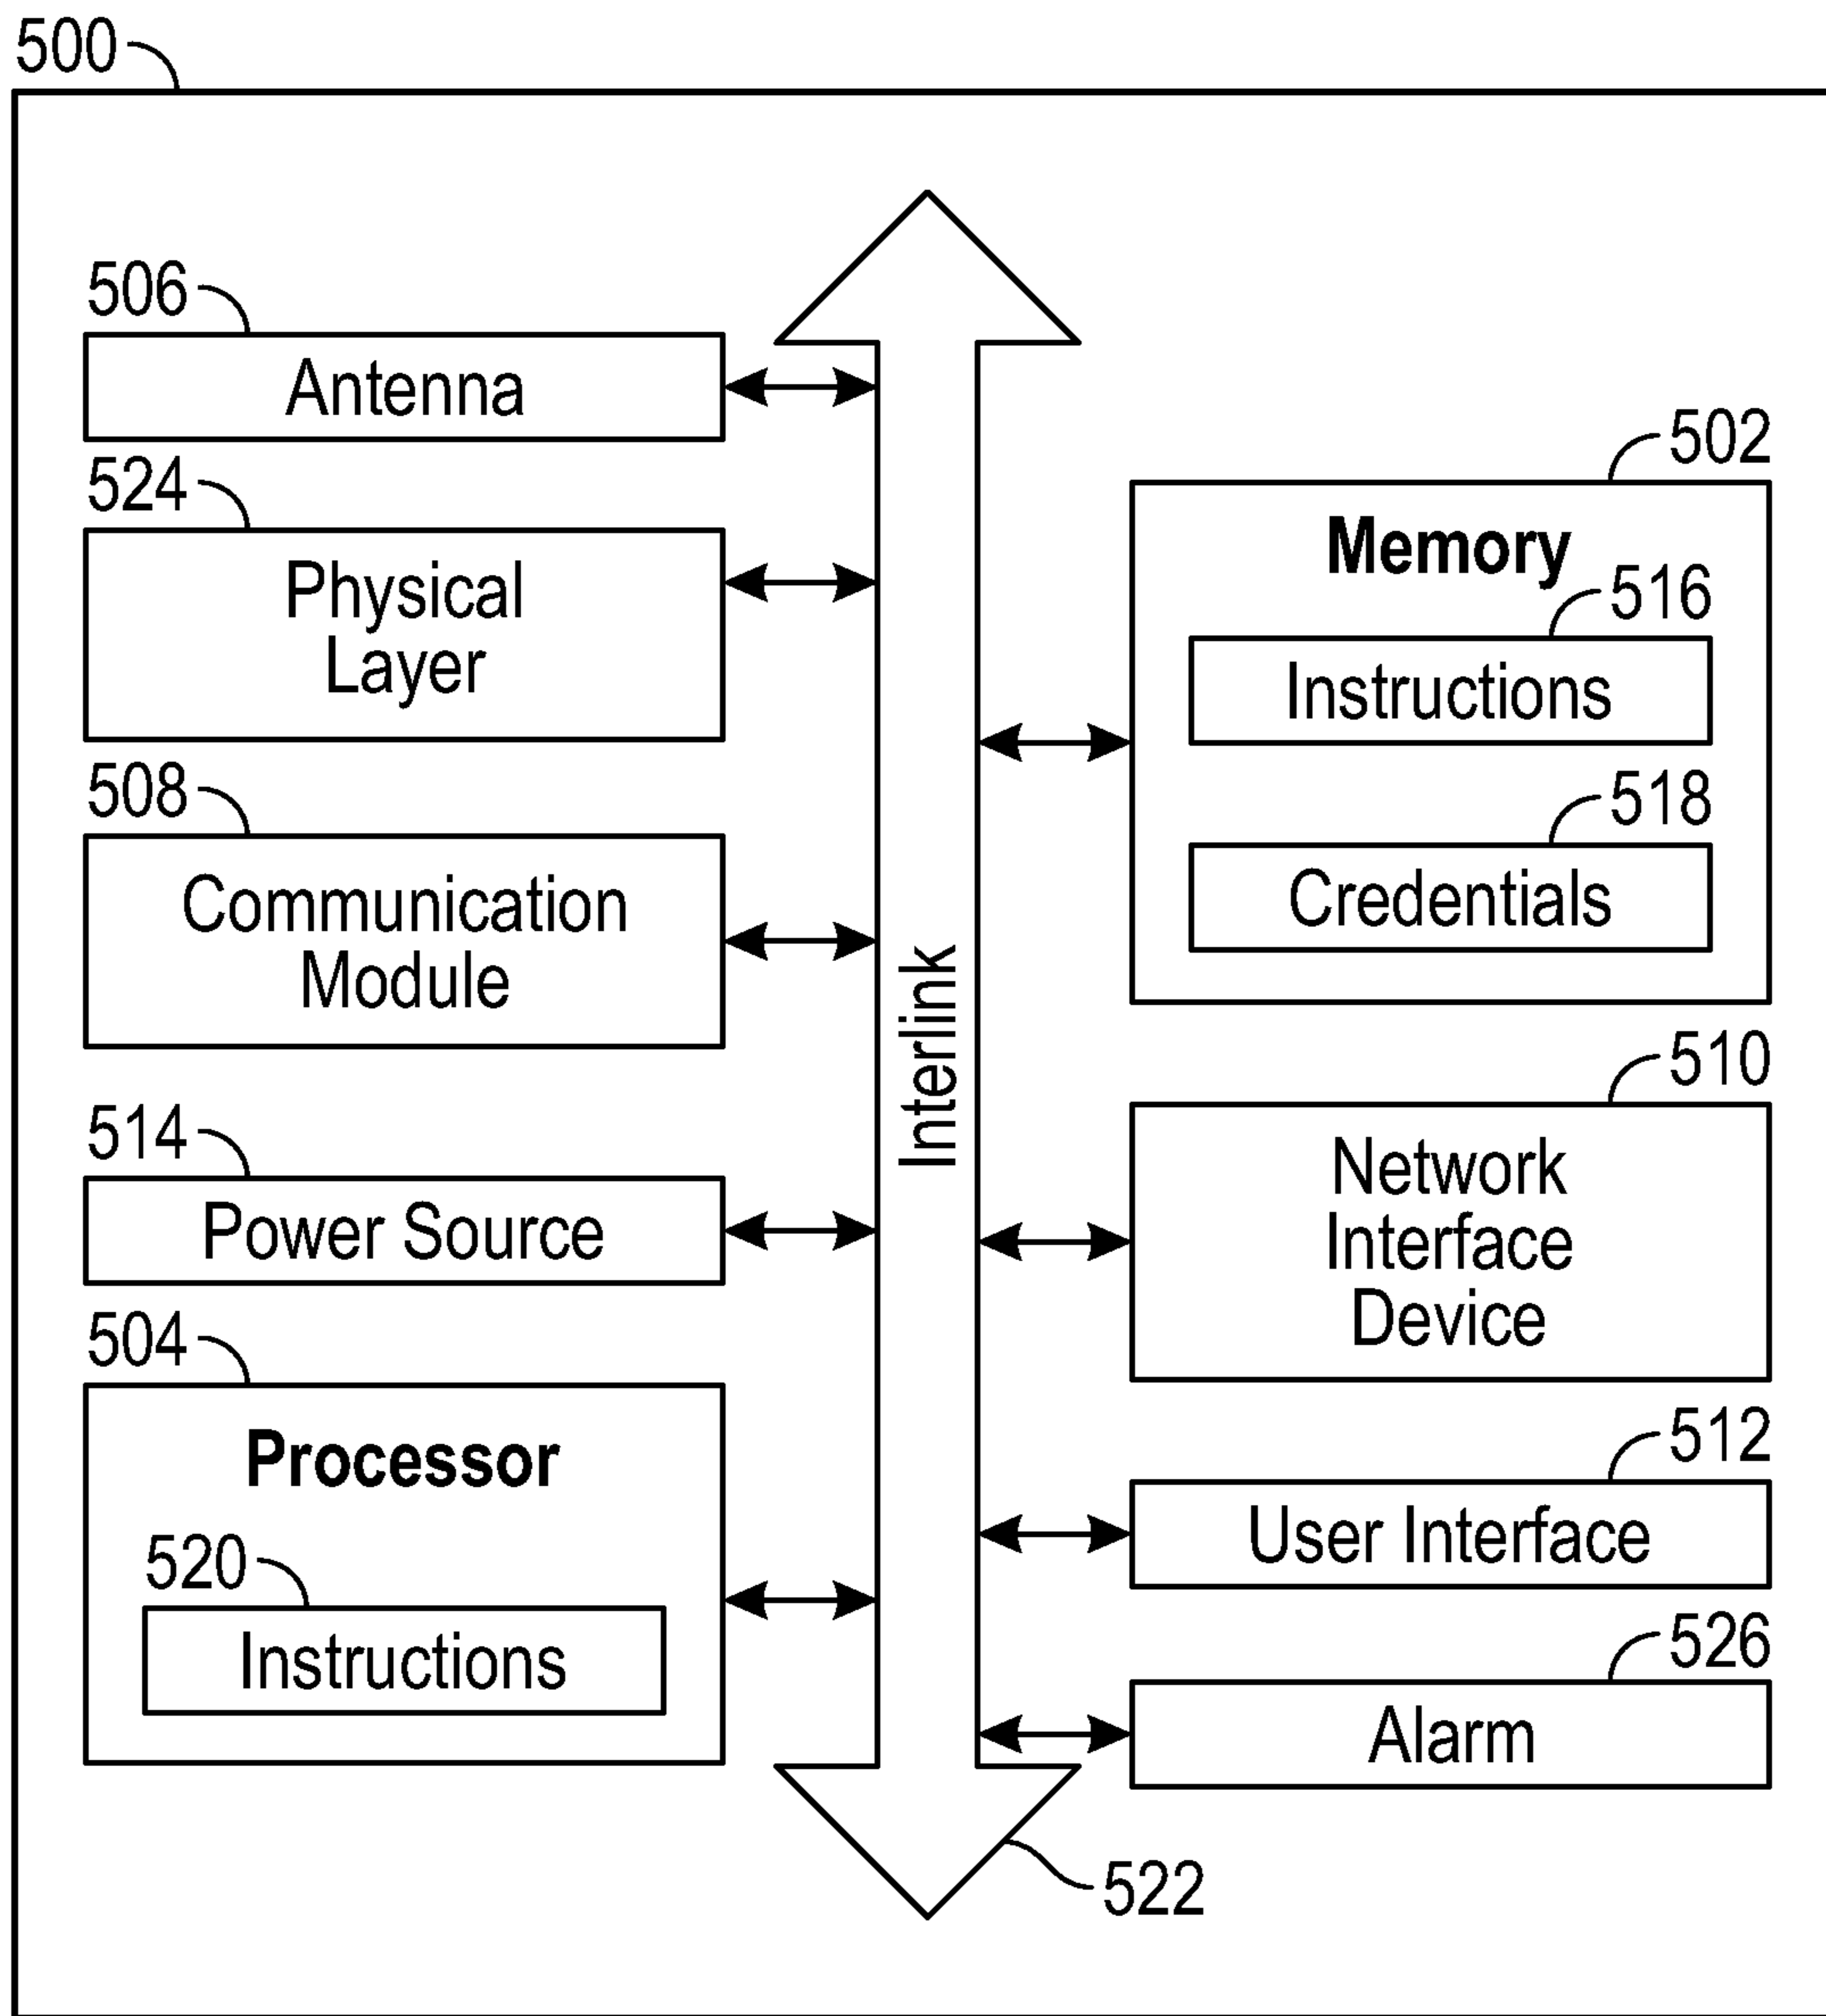 500
506
Antenna
524
Physical
Layer
508
Communication
Module
514
Power Source
504
Processor
520
Instructions
Interlink
522
502
Memory
516
Instructions
518
Credentials
510
Network
Interface
Device
512
User Interface
526
Alarm